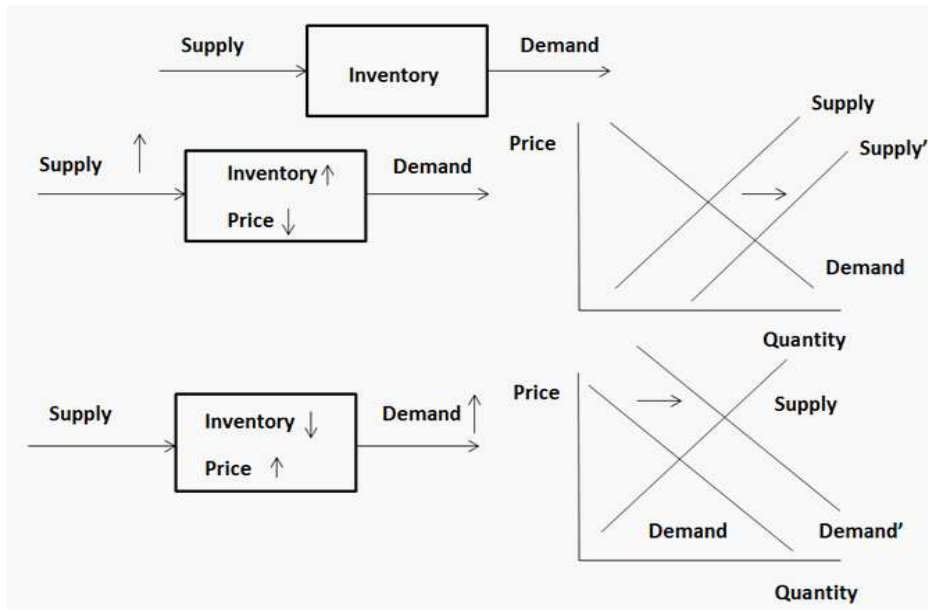 Supply
Inventory
Demand
Supply
Inventory
Price
Demand
Price
Supply
Supply'
Demand
Quantity
Supply
Inventory
Price
Demand
Price
Supply
Demand
Demand'
Quantity